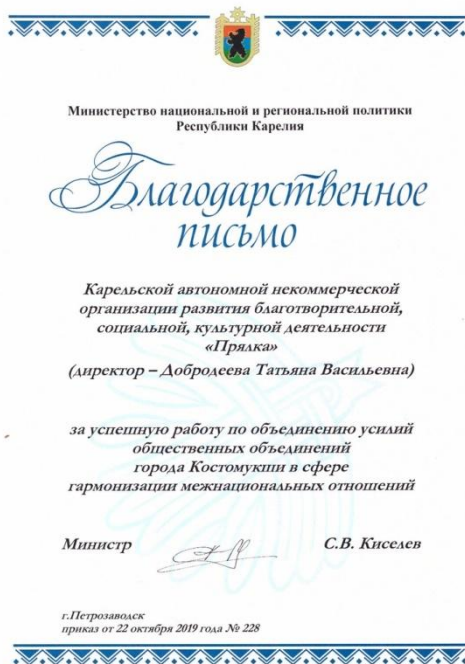 Министерство национальной и региональной политики
Республики Карелия
Благодарственное
письмо
Карельской автономной некоммерческой
организации развития благотворительной,
социальной, культурной деятельности
«Прялка»
(директор – Добродеева Татьяна Васильевна)
за успешную работу по объединению усилий
общественных объединений
города Костомукши в сфере
гармонизации межнациональных отношений
Министр С.В. Киселев
г.Петрозаводск
приказ от 22 октября 2019 года № 228